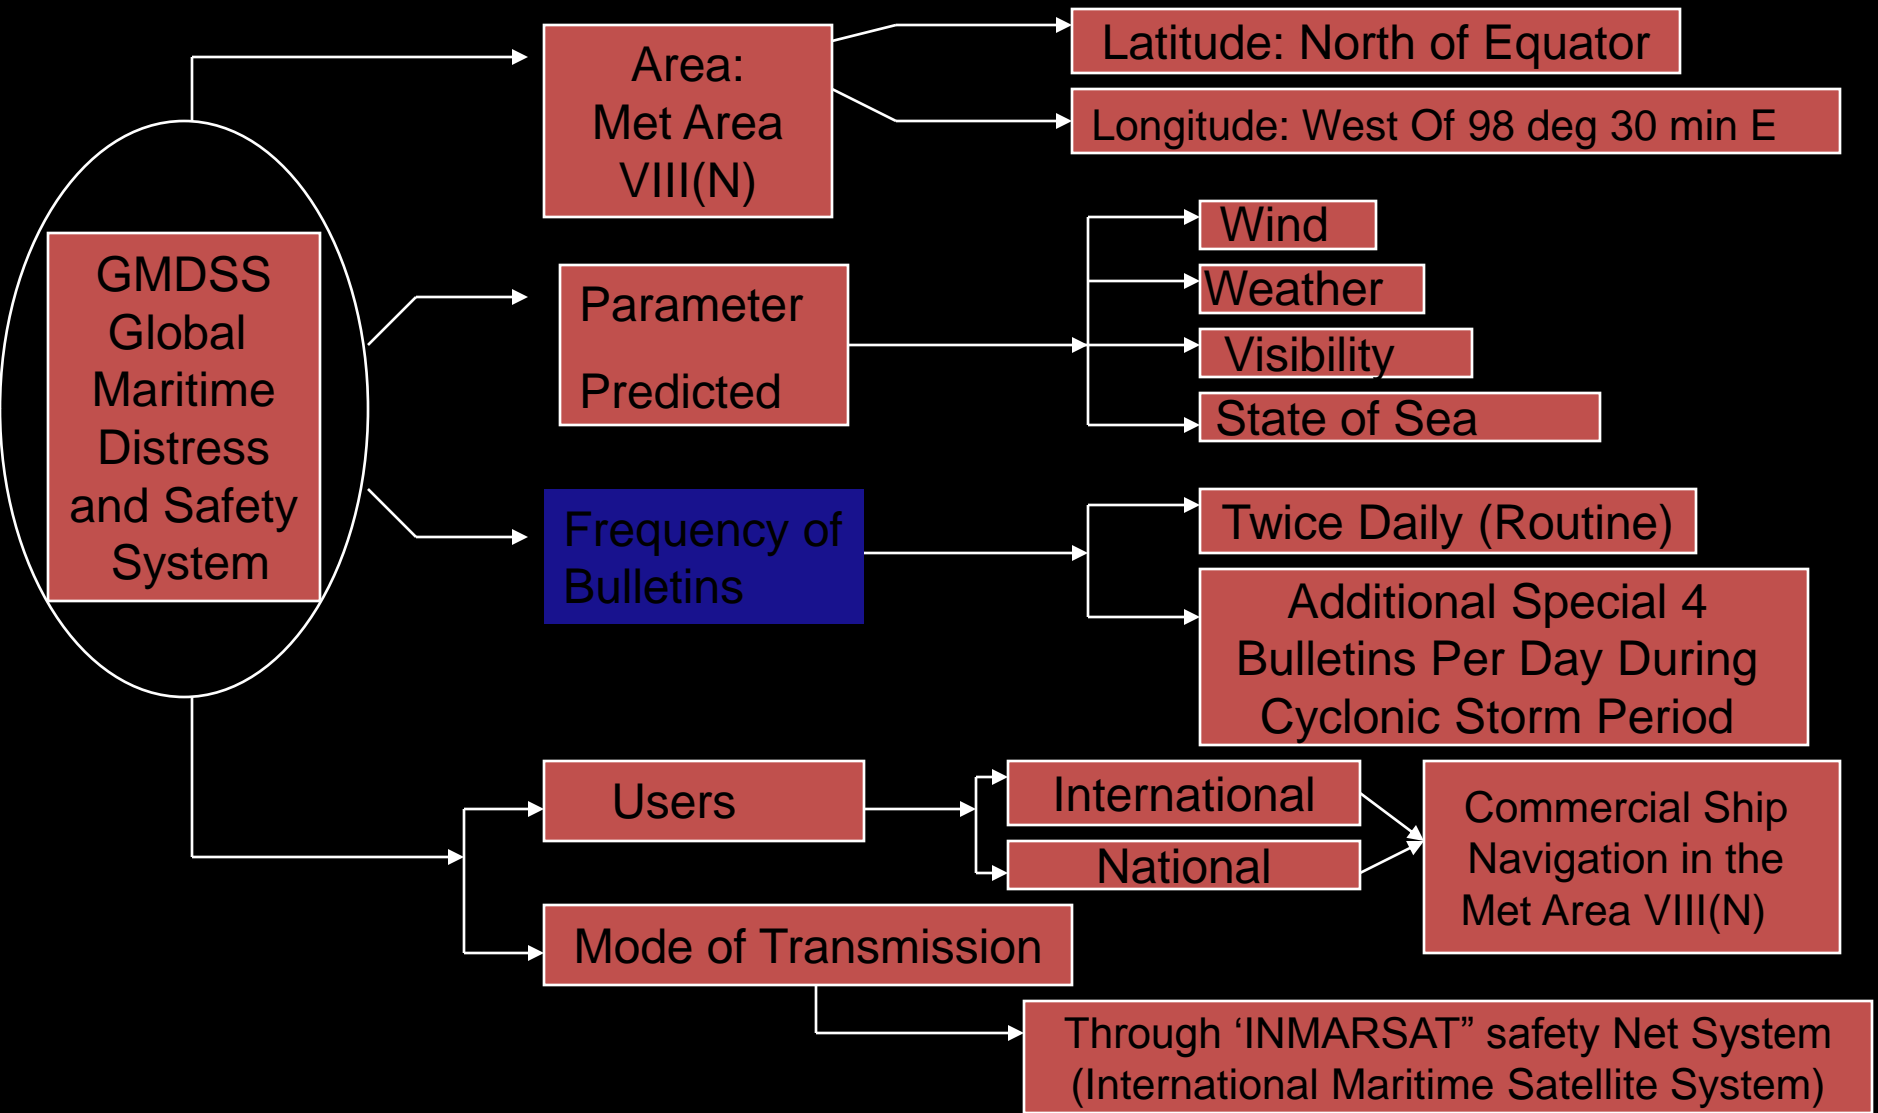 GMDSS
Global
Maritime
Distress
and Safety
System
Area:
Met Area
VIII(N)
Latitude: North of Equator
Longitude: West Of 98 deg 30 min E
Parameter
Predicted
Wind
Weather
Visibility
State of Sea
Frequency of
Bulletins
Twice Daily (Routine)
Additional Special 4
Bulletins Per Day During
Cyclonic Storm Period
Users
International
National
Commercial Ship
Navigation in the
Met Area VIII(N)
Mode of Transmission
Through ‘INMARSAT” safety Net System
(International Maritime Satellite System)